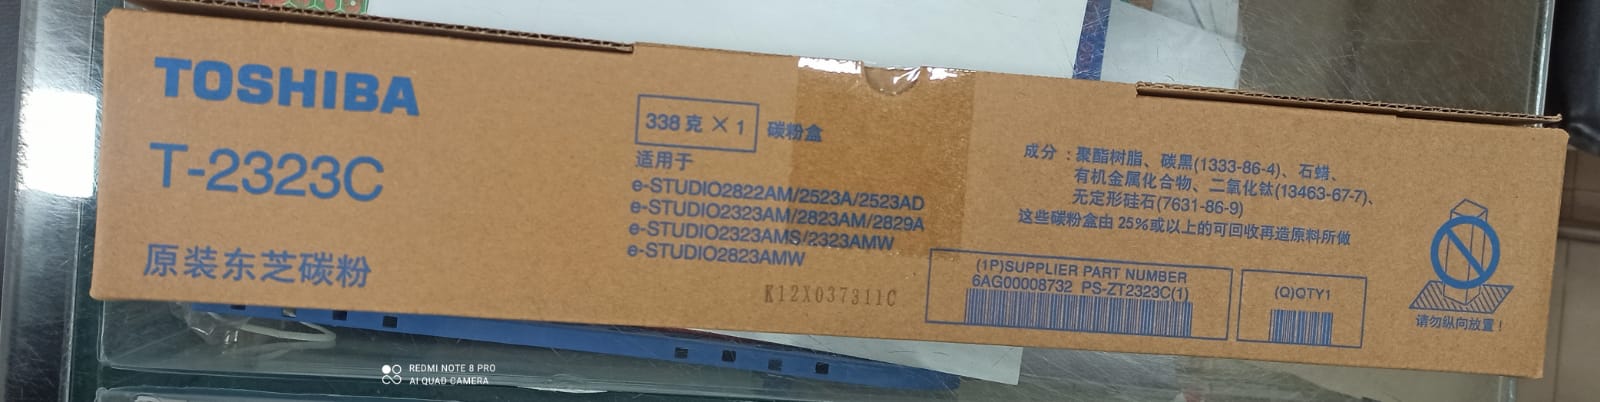 TOSHIBA
T-2323C
原装东芝碳粉
338 克 × 1 碳粉盒
适用于
e-STUDIO2822AM/2523A/2523AD
e-STUDIO2323AM/2823AM/2829A
e-STUDIO2323AMS/2323AMW
e-STUDIO2823AMW
K12X037311C
成分：聚酯树脂、碳黑(1333-86-4)、石蜡、
有机金属化合物、二氧化钛(13463-67-7)、
无定形硅石(7631-86-9)
这些碳粉盒由 25%或以上的可回收再造原料所做
(1P)SUPPLIER PART NUMBER
6AG00008732 PS-ZT2323C(1)
(Q)QTY1
请勿纵向放置！
REDMI NOTE 8 PRO
AI QUAD CAMERA